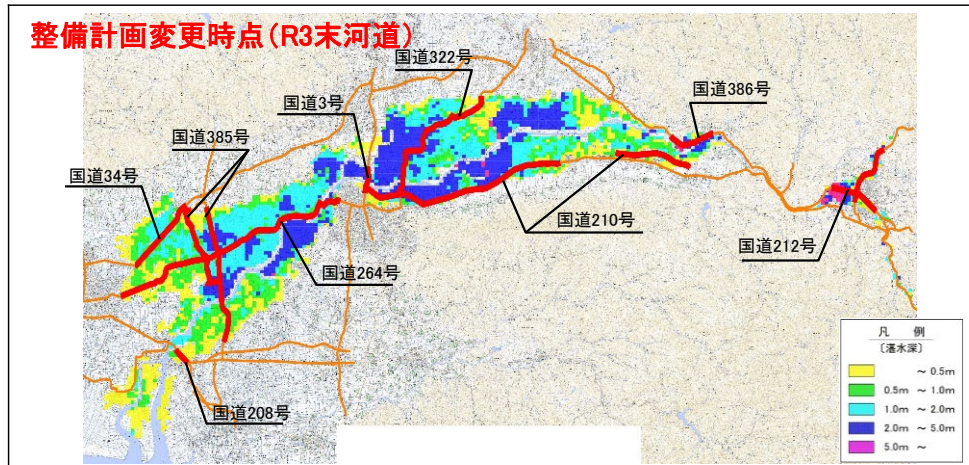 整備計画変更時点(R3末河道)
国道322号
国道3号
国道386号
国道385号
国道34号
国道210号
国道212号
国道264号
国道208号
凡 例
〔湛水深〕
～ 0.5m
0.5m ～ 1.0m
1.0m ～ 2.0m
2.0m ～ 5.0m
5.0m ～